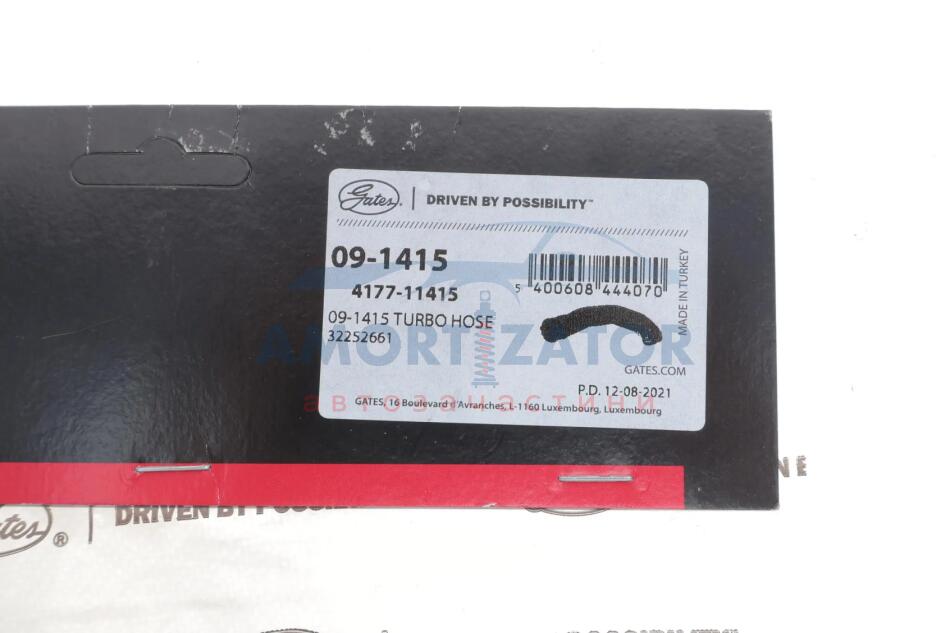 Gates. | DRIVEN BY POSSIBILITY™
09-1415
4177-11415
5 400608 444070
MADE IN TURKEY
09-1415 TURBO HOSE
32252661
AMORTIZATOR
GATES.COM
P.D. 12-08-2021
автозапчастини
GATES, 16 Boulevard d'Avranches, L-1160 Luxembourg, Luxembourg
Gates ® | DRIVEN BY POSSIBIL